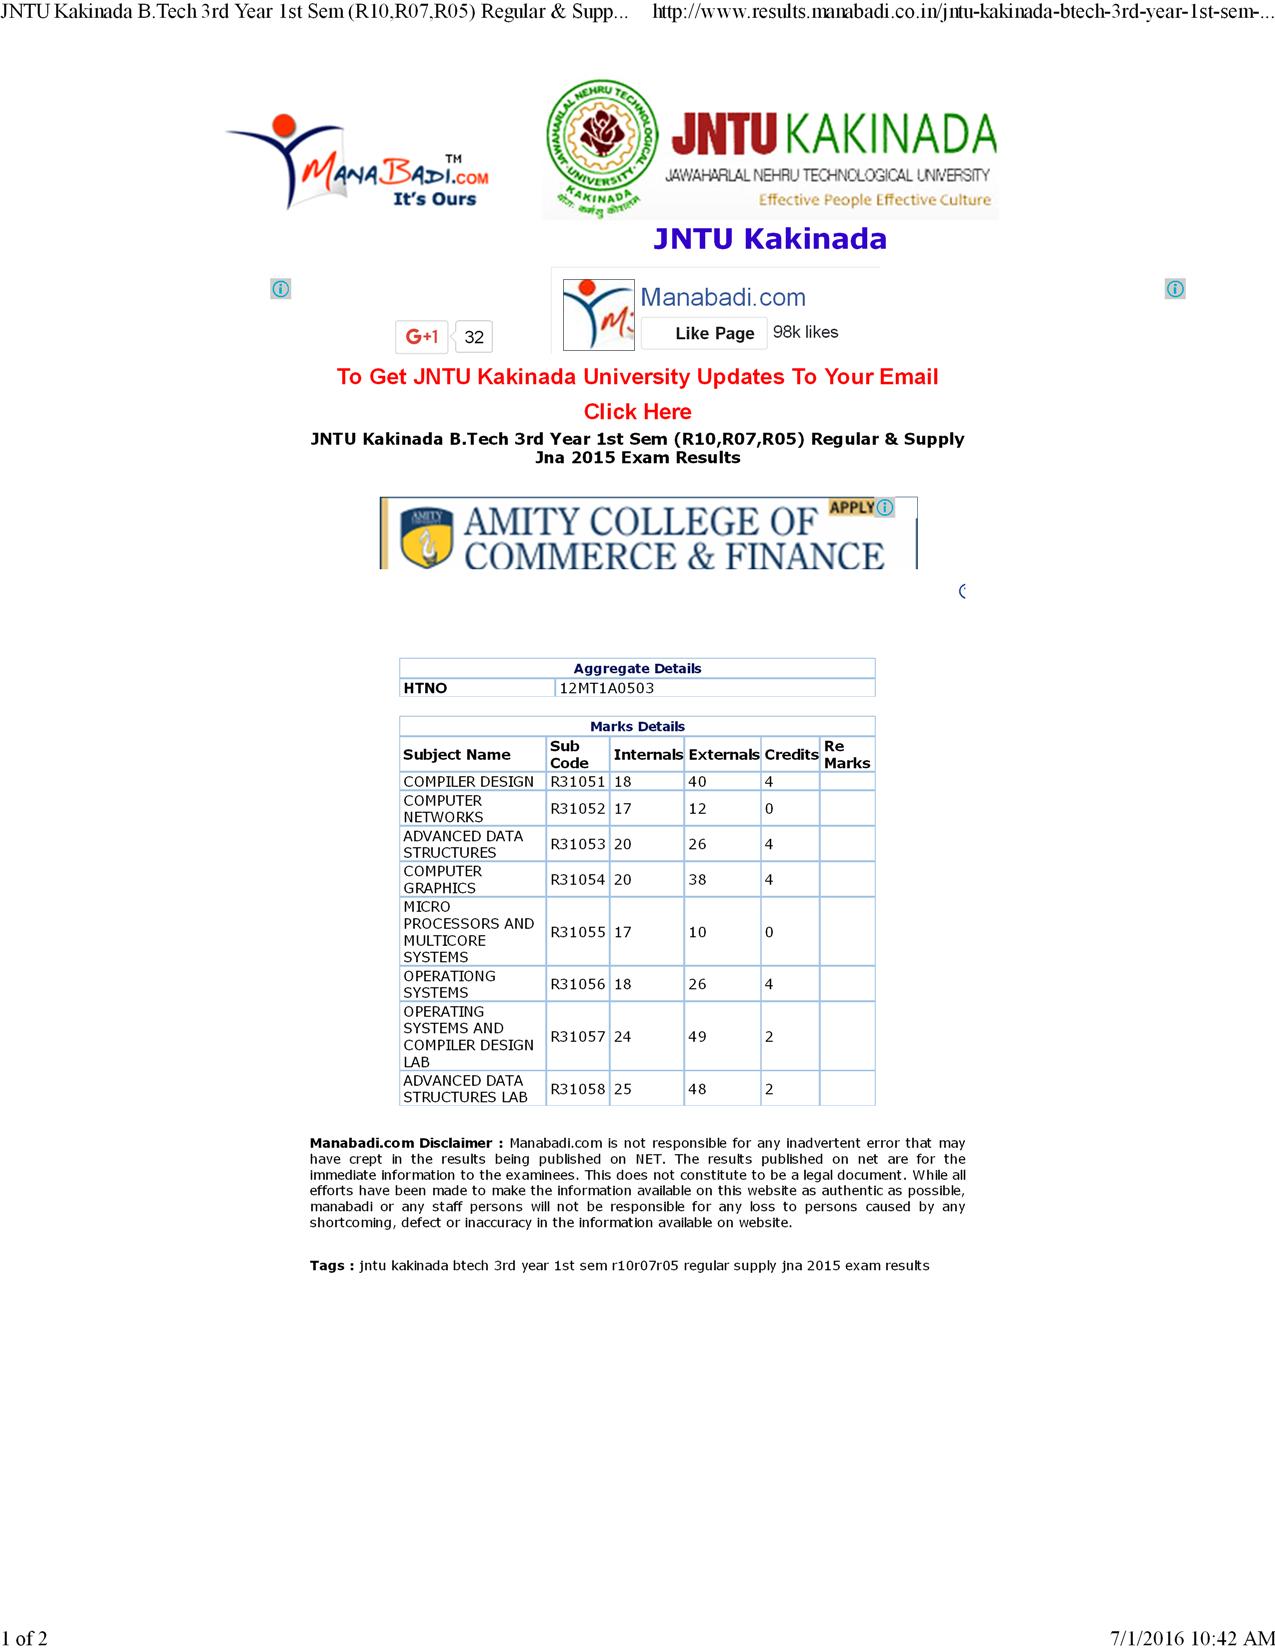 JNTU Kakinada B.Tech 3rd Year 1st Sem (R10,R07,R05) Regular & Supp... http://www.results.manabadi.co.in/jntu-kakinada-btech-3rd-year-1st-sem-...
JAWAHARLAL NEHRU TECHNOLOGICAL UNIVERSITY KAKINADA
MANABADI.COM TM
It's Ours
JNTU KAKINADA
JAWAHARLAL NEHRU TECHNOLOGICAL UNIVERSITY
Effective People Effective Culture
JNTU Kakinada
Manabadi.com
G+1 32
Like Page 98k likes
To Get JNTU Kakinada University Updates To Your Email
Click Here
JNTU Kakinada B.Tech 3rd Year 1st Sem (R10,R07,R05) Regular & Supply
Jna 2015 Exam Results
APPLY
AMITY
AMITY COLLEGE OF
COMMERCE & FINANCE
Aggregate Details
HTNO 12MT1A0503
Marks Details
Subject Name Sub Code Internals Externals Credits Re Marks
COMPILER DESIGN R31051 18 40 4
COMPUTER
NETWORKS R31052 17 12 0
ADVANCED DATA
STRUCTURES R31053 20 26 4
COMPUTER
GRAPHICS R31054 20 38 4
MICRO
PROCESSORS AND
MULTICORE
SYSTEMS R31055 17 10 0
OPERATIONG
SYSTEMS R31056 18 26 4
OPERATING
SYSTEMS AND
COMPILER DESIGN
LAB R31057 24 49 2
ADVANCED DATA
STRUCTURES LAB R31058 25 48 2
Manabadi.com Disclaimer : Manabadi.com is not responsible for any inadvertent error that may
have crept in the results being published on NET. The results published on net are for the
immediate information to the examinees. This does not constitute to be a legal document. While all
efforts have been made to make the information available on this website as authentic as possible,
manabadi or any staff persons will not be responsible for any loss to persons caused by any
shortcoming, defect or inaccuracy in the information available on website.
Tags : jntu kakinada btech 3rd year 1st sem r10r07r05 regular supply jna 2015 exam results
1 of 2 7/1/2016 10:42 AM